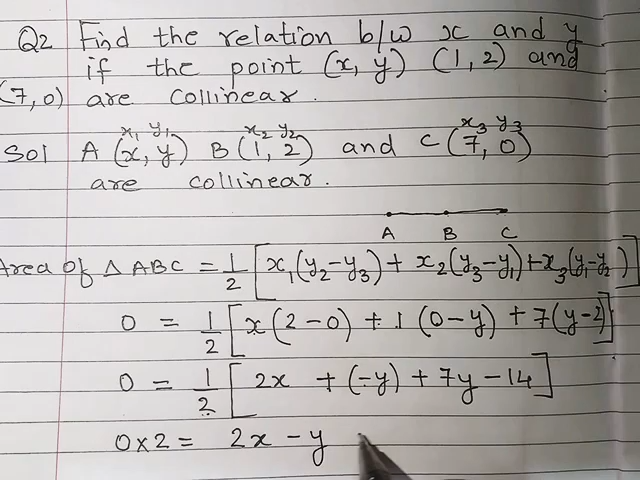 Q2 Find the relation b/w x and y
if the point (x, y) (1, 2) and
(7, 0) are collinear.
x₁ y₁ x₂ y₂ x₃ y₃
Sol A (x, y) B (1, 2) and C (7, 0)
are collinear.
A B C
Area of Δ ABC = 1/2 [x₁(y₂-y₃) + x₂(y₃-y₁) + x₃(y₁-y₂)]
0 = 1/2 [x(2-0) + 1(0-y) + 7(y-2)]
0 = 1/2 [2x + (-y) + 7y - 14]
0×2 = 2x - y